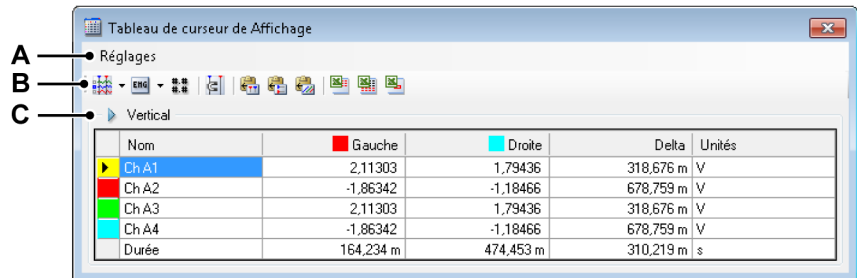 Tableau de curseur de Affichage
A Réglages
B ENG
C Vertical
Nom Gauche Droite Delta Unités
Ch A1 2,11303 1,79436 318,676 m V
Ch A2 -1,86342 -1,18466 678,759 m V
Ch A3 2,11303 1,79436 318,676 m V
Ch A4 -1,86342 -1,18466 678,759 m V
Durée 164,234 m 474,453 m 310,219 m s